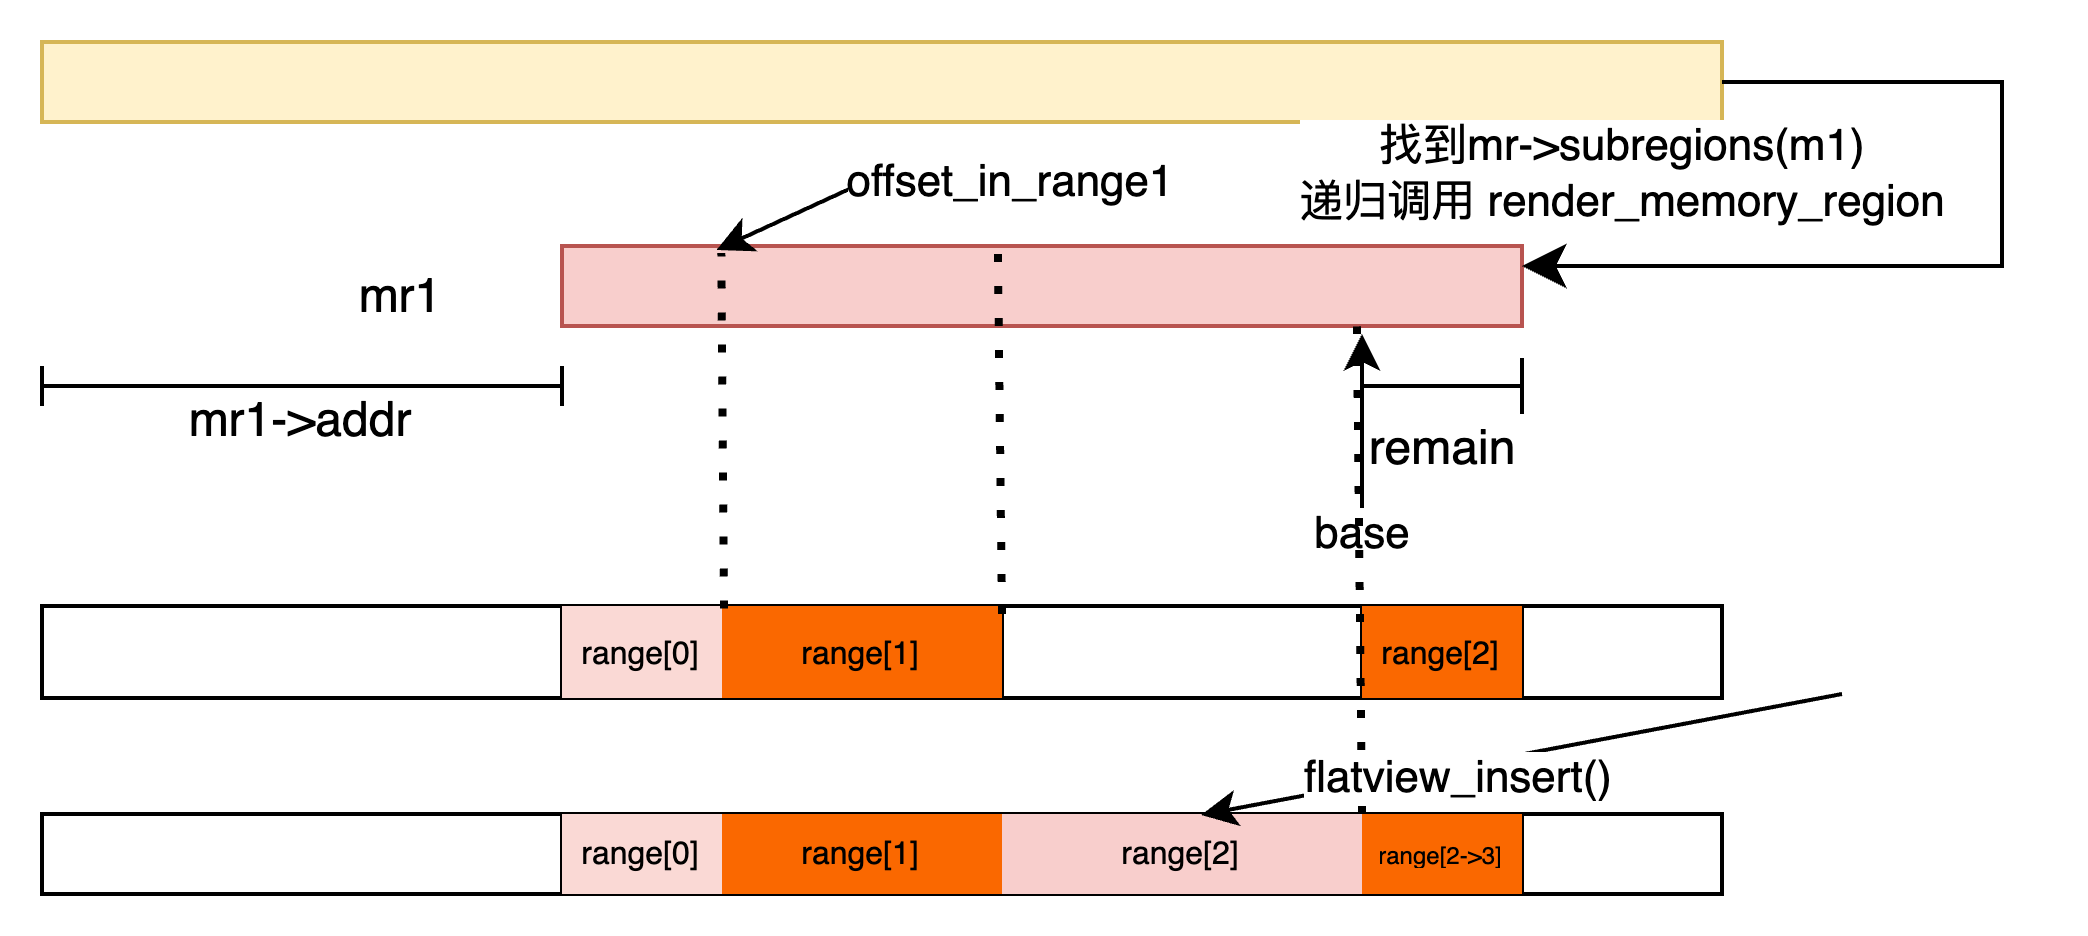 找到mr->subregions(m1)
递归调用 render_memory_region
offset_in_range1
mr1
mr1->addr
remain
base
range[0]
range[1]
range[2]
flatview_insert()
range[0]
range[1]
range[2]
range[2->3]